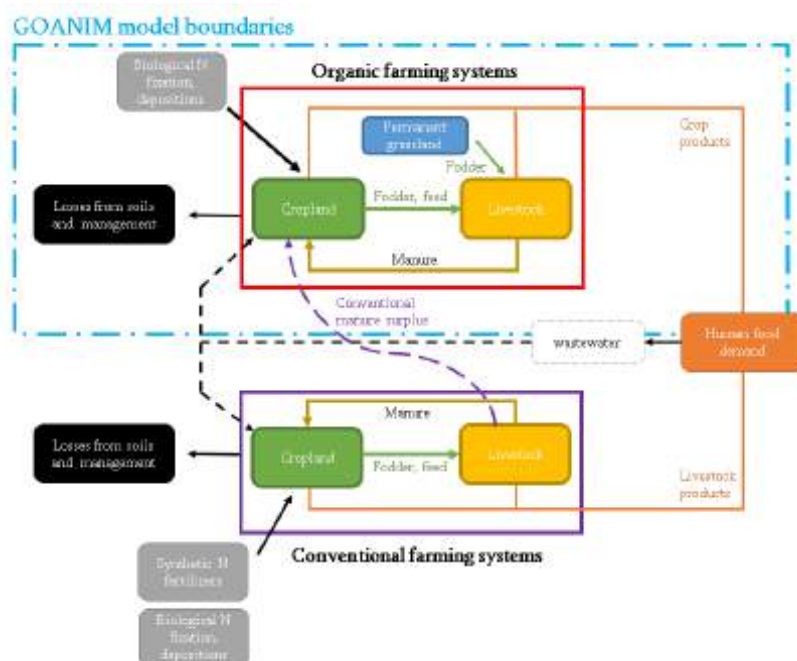 GOANIM model boundaries
Biological N
fixation,
depositions
Organic farming systems
Permanent
grassland
Crop
products
Fodder
Losses from soils
and management
Cropland
Fodder, feed
Livestock
Manure
Conventional
manure surplus
wastewater
Human food
demand
Manure
Losses from soils
and management
Cropland
Fodder, feed
Livestock
Livestock
products
Conventional farming systems
Synthetic N
fertilizers
Biological N
fixation,
depositions